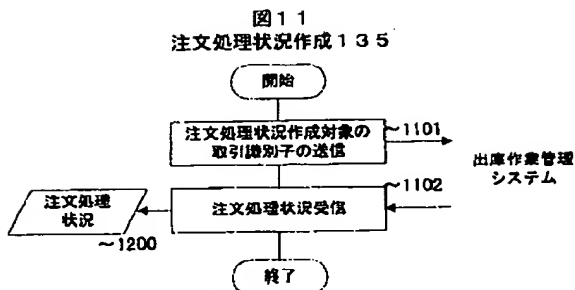 図11
注文処理状況作成135
開始
注文処理状況作成対象の
取引識別子の送信
～1101
出庫作業管理
システム
～1102
注文処理状況受信
注文処理
状況
～1200
終了